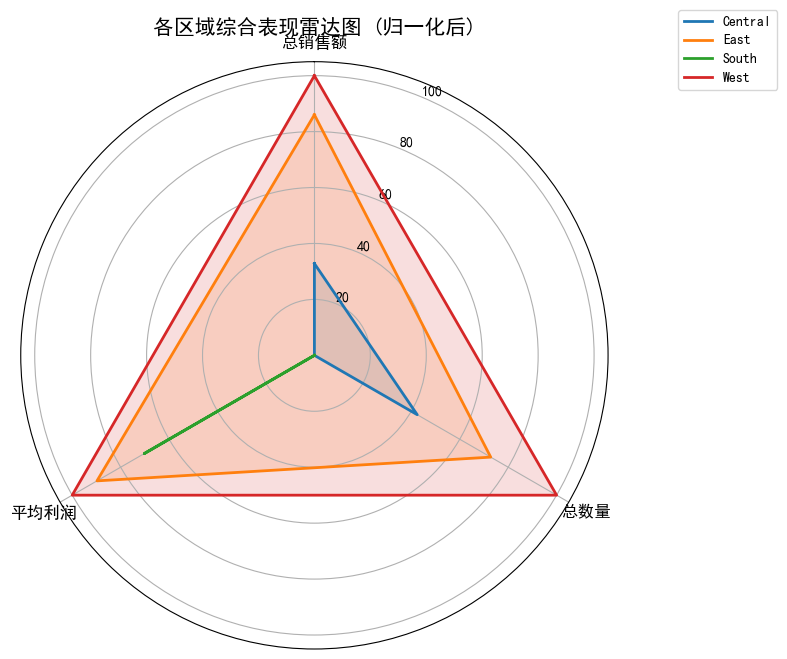 各区域综合表现雷达图 (归一化后)
总销售额
Central
East
South
West
100
80
60
40
20
平均利润
总数量